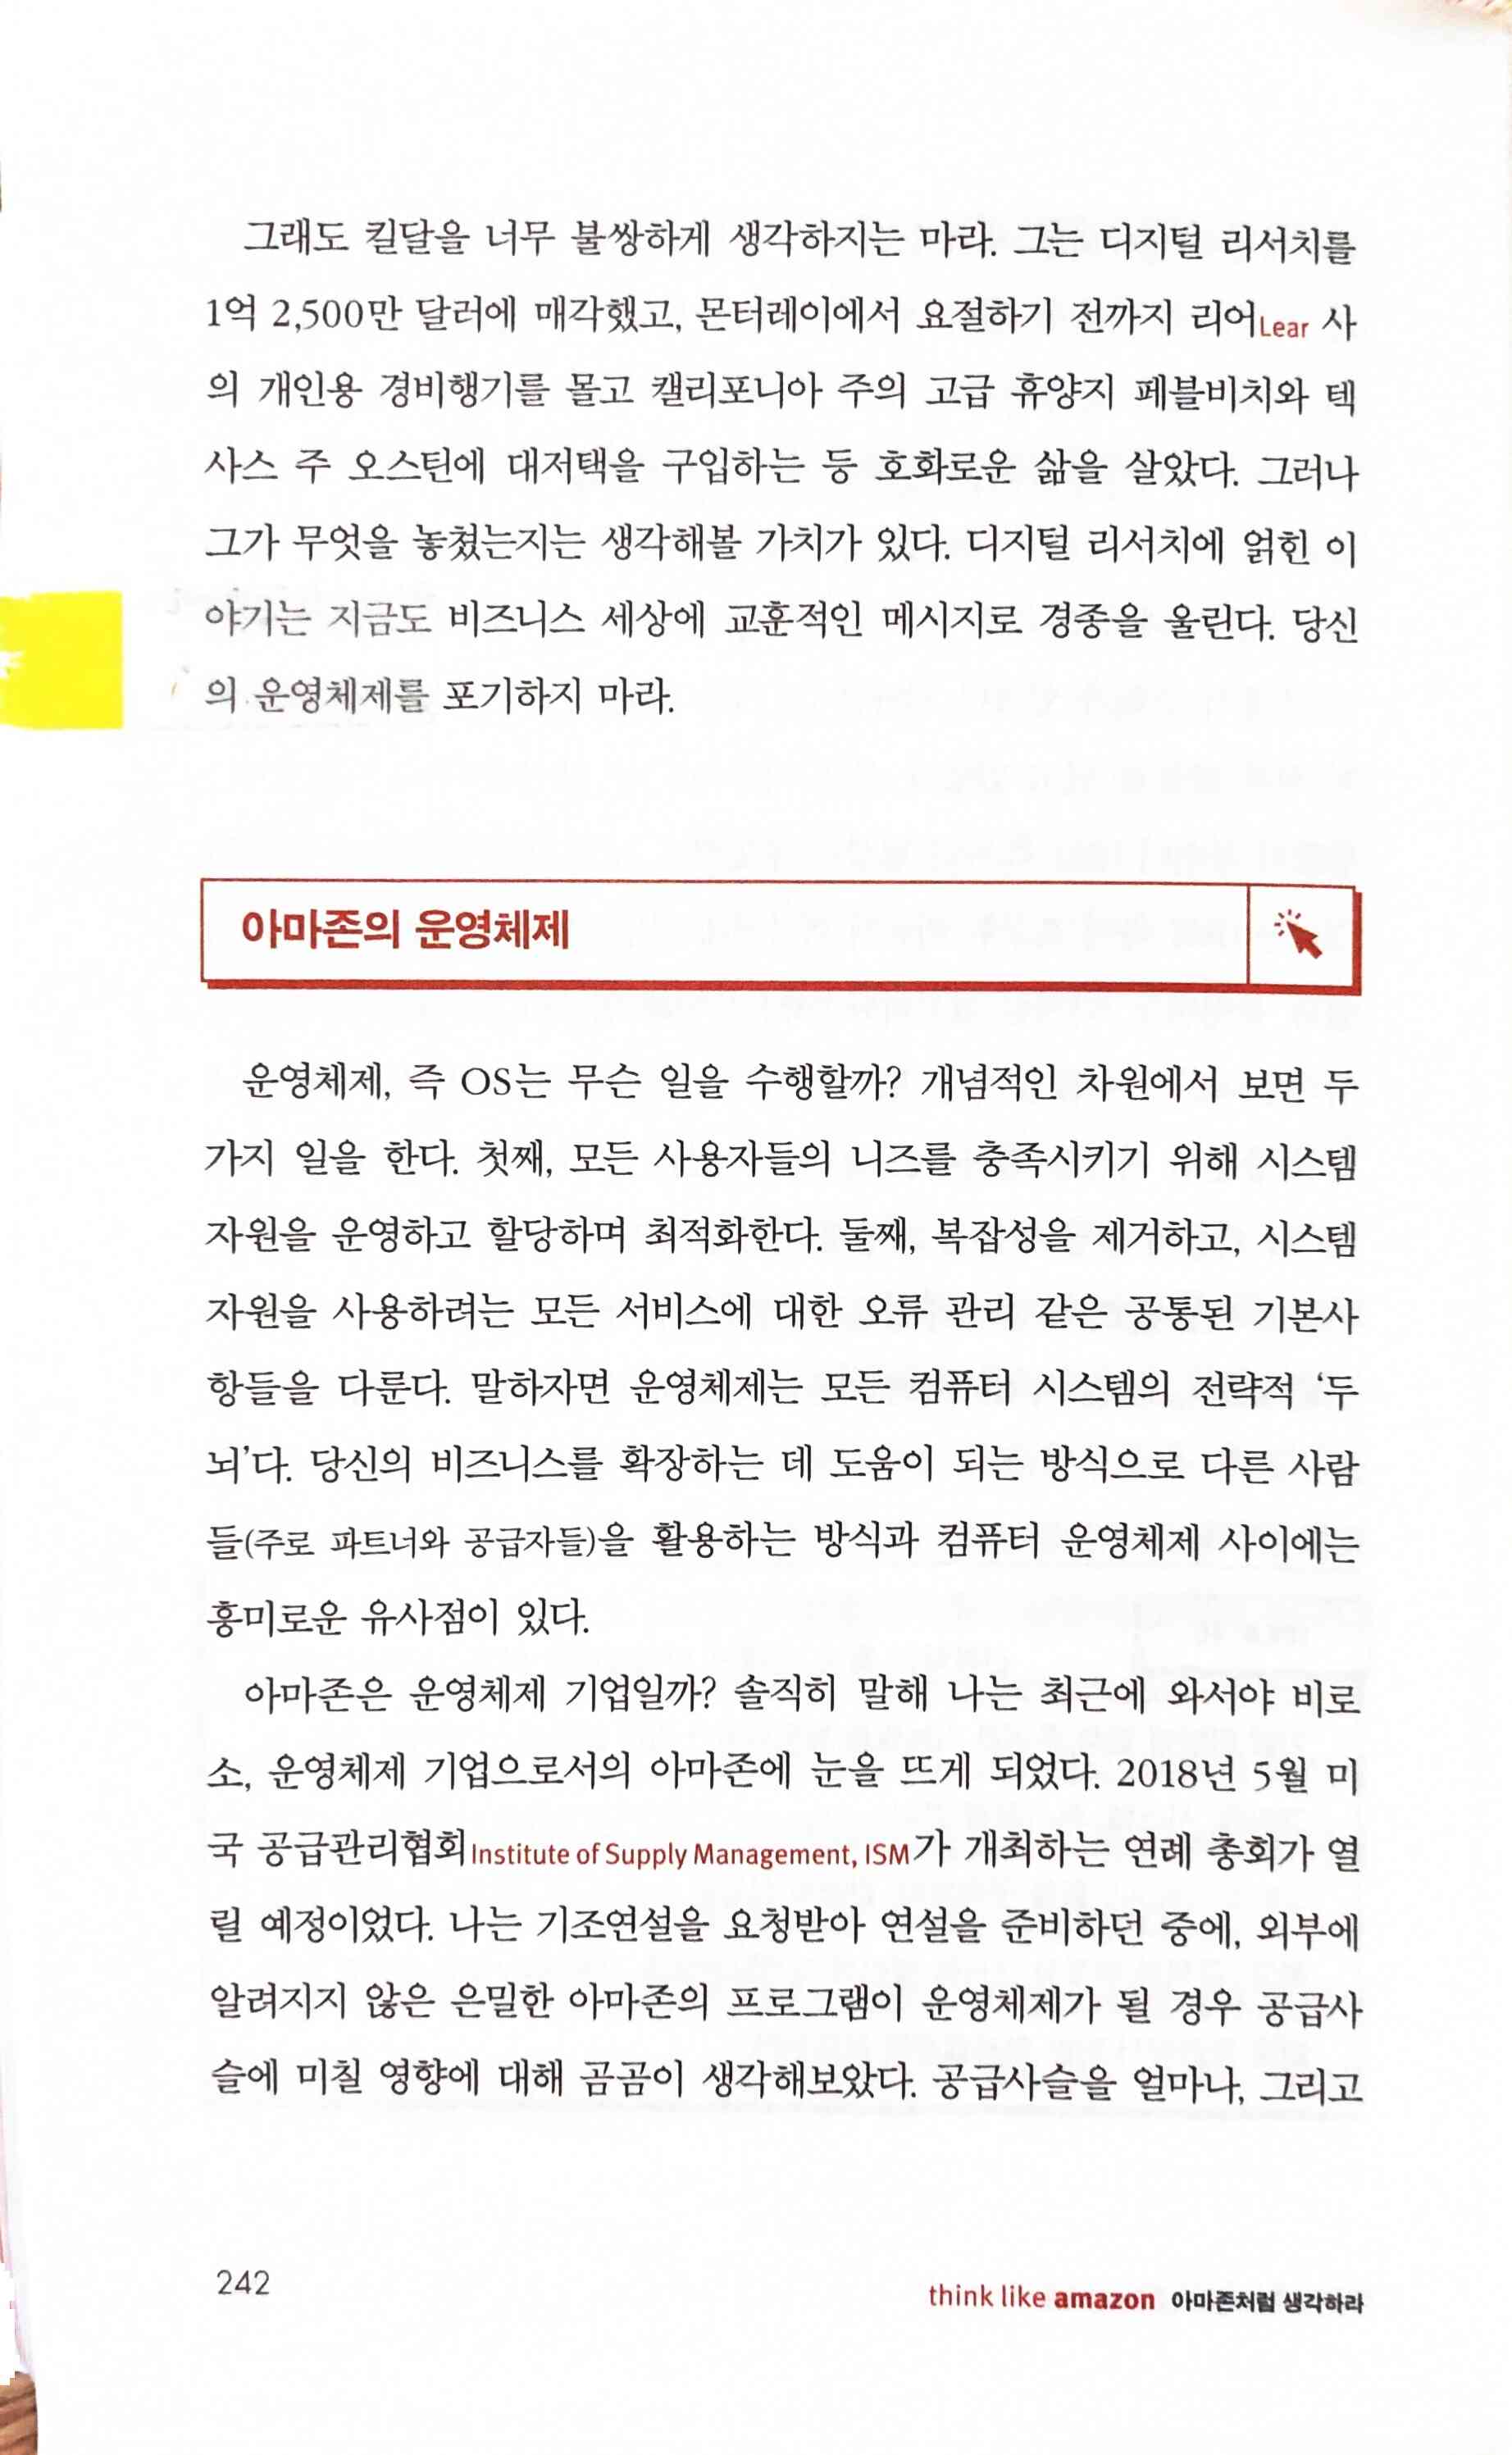 그래도 킬달을 너무 불쌍하게 생각하지는 마라. 그는 디지털 리서치를
1억 2,500만 달러에 매각했고, 몬터레이에서 요절하기 전까지 리어Lear 사
의 개인용 경비행기를 몰고 캘리포니아 주의 고급 휴양지 페블비치와 텍
사스 주 오스틴에 대저택을 구입하는 등 호화로운 삶을 살았다. 그러나
그가 무엇을 놓쳤는지는 생각해볼 가치가 있다. 디지털 리서치에 얽힌 이
야기는 지금도 비즈니스 세상에 교훈적인 메시지로 경종을 울린다. 당신
의 운영체제를 포기하지 마라.
아마존의 운영체제
운영체제, 즉 OS는 무슨 일을 수행할까? 개념적인 차원에서 보면 두
가지 일을 한다. 첫째, 모든 사용자들의 니즈를 충족시키기 위해 시스템
자원을 운영하고 할당하며 최적화한다. 둘째, 복잡성을 제거하고, 시스템
자원을 사용하려는 모든 서비스에 대한 오류 관리 같은 공통된 기본사
항들을 다룬다. 말하자면 운영체제는 모든 컴퓨터 시스템의 전략적 ‘두
뇌’다. 당신의 비즈니스를 확장하는 데 도움이 되는 방식으로 다른 사람
들(주로 파트너와 공급자들)을 활용하는 방식과 컴퓨터 운영체제 사이에는
흥미로운 유사점이 있다.
아마존은 운영체제 기업일까? 솔직히 말해 나는 최근에 와서야 비로
소, 운영체제 기업으로서의 아마존에 눈을 뜨게 되었다. 2018년 5월 미
국 공급관리협회Institute of Supply Management, ISM가 개최하는 연례 총회가 열
릴 예정이었다. 나는 기조연설을 요청받아 연설을 준비하던 중에, 외부에
알려지지 않은 은밀한 아마존의 프로그램이 운영체제가 될 경우 공급사
슬에 미칠 영향에 대해 곰곰이 생각해보았다. 공급사슬을 얼마나, 그리고
242
think like amazon 아마존처럼 생각하라